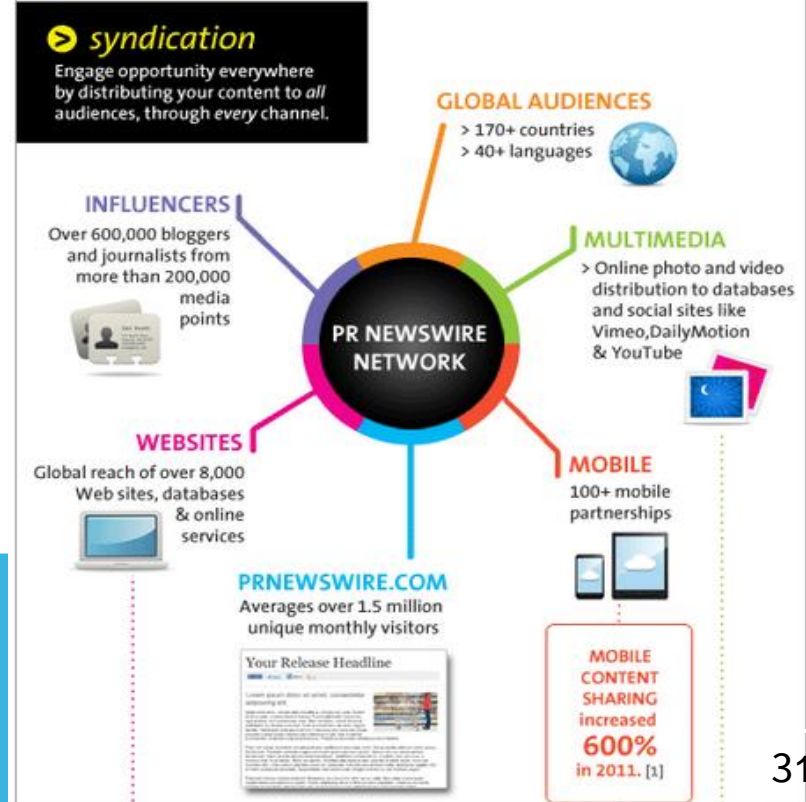 syndication
Engage opportunity everywhere
by distributing your content to all
audiences, through every channel.
GLOBAL AUDIENCES
> 170+ countries
> 40+ languages
INFLUENCERS
Over 600,000 bloggers
and journalists from
more than 200,000
media
points
MULTIMEDIA
> Online photo and video
distribution to databases
and social sites like
Vimeo,DailyMotion
& YouTube
PR NEWSWIRE
NETWORK
WEBSITES
Global reach of over 8,000
Web sites, databases
& online
services
MOBILE
100+ mobile
partnerships
PRNEWSWIRE.COM
Averages over 1.5 million
unique monthly visitors
Your Release Headline
MOBILE
CONTENT
SHARING
increased
600%
in 2011. [1]
31